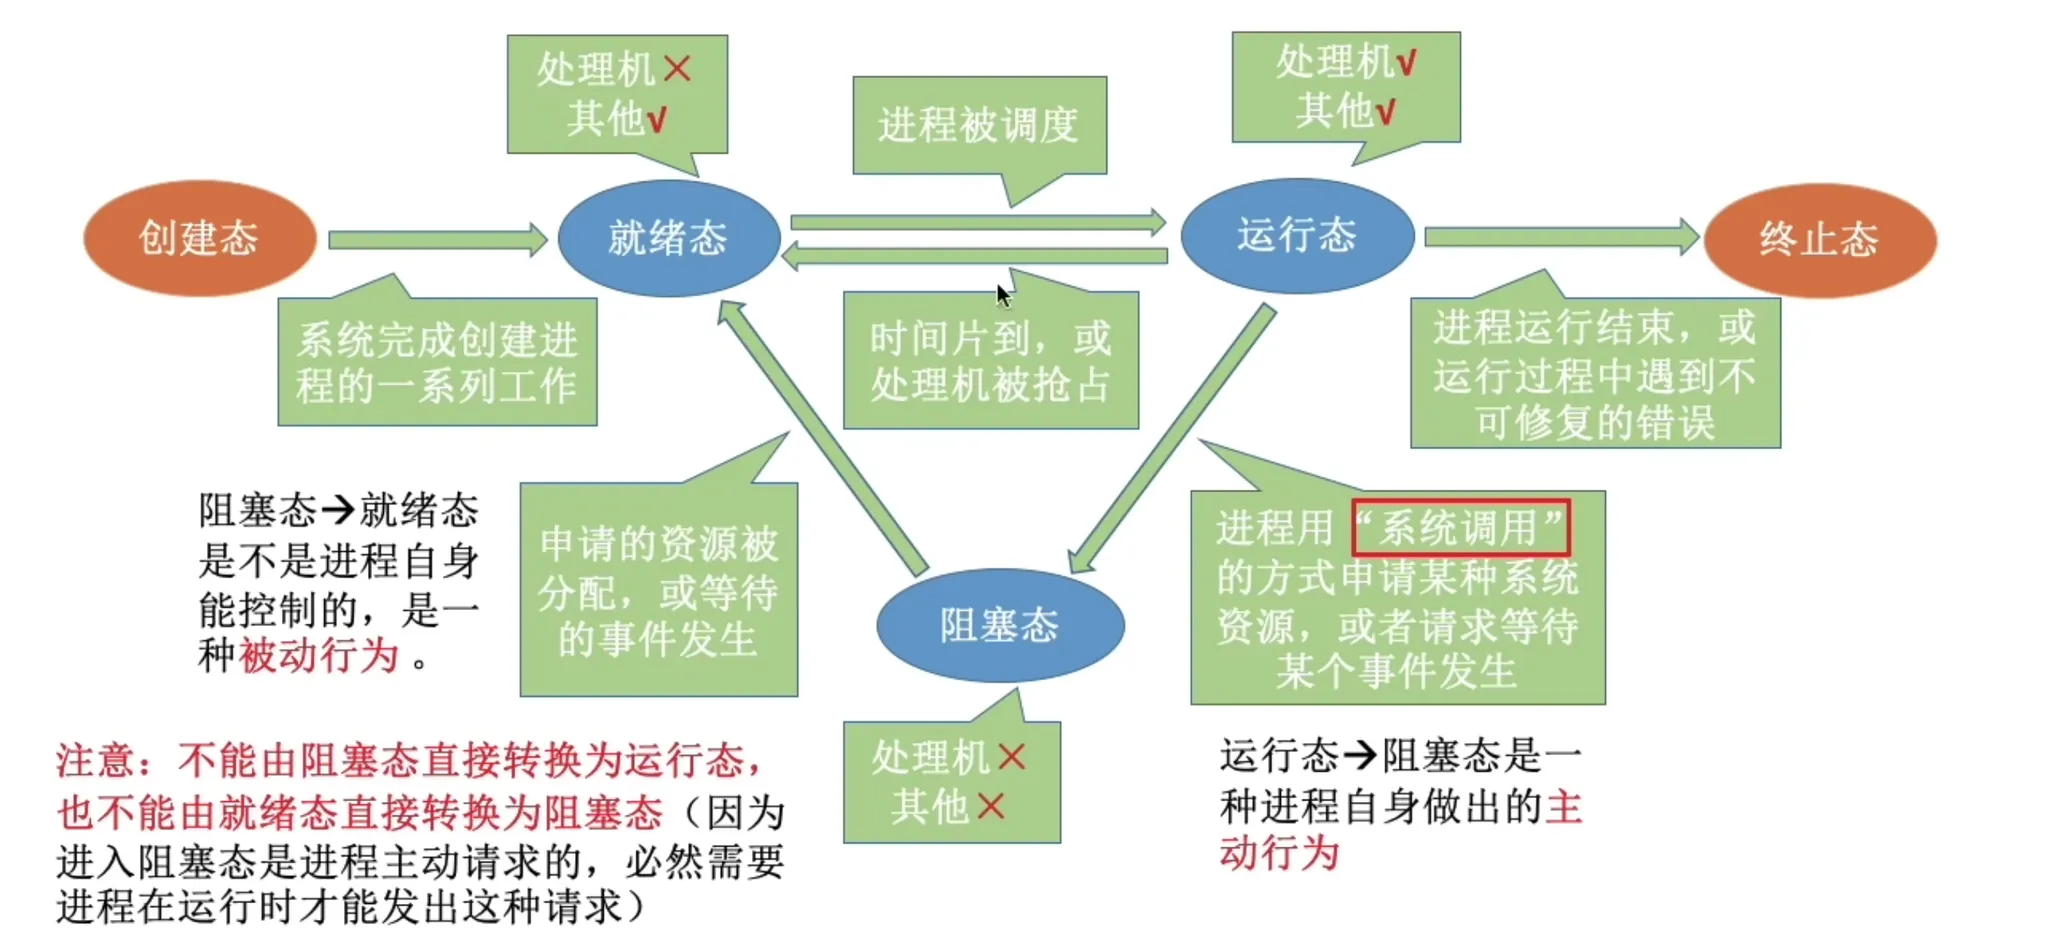 处理机×
其他√
进程被调度
处理机√
其他√
创建态
就绪态
运行态
终止态
系统完成创建进
程的一系列工作
时间片到，或
处理机被抢占
进程运行结束，或
运行过程中遇到不
可修复的错误
阻塞态→就绪态
是不是进程自身
能控制的，是一
种被动行为。
申请的资源被
分配，或等待
的事件发生
进程用“系统调用”
的方式申请某种系统
资源，或者请求等待
某个事件发生
阻塞态
处理机×
其他×
运行态→阻塞态是一
种进程自身做出的主
动行为
注意：不能由阻塞态直接转换为运行态，
也不能由就绪态直接转换为阻塞态（因为
进入阻塞态是进程主动请求的，必然需要
进程在运行时才能发出这种请求）